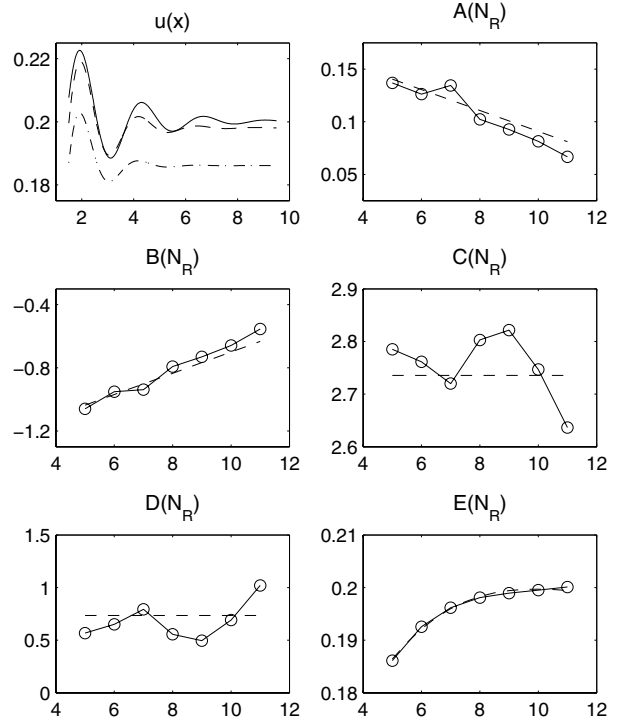 u(x)
0.22
0.2
0.18
2 4 6 8 10
A(N_R)
0.15
0.1
0.05
4 6 8 10 12
B(N_R)
−0.4
−0.8
−1.2
4 6 8 10 12
C(N_R)
2.9
2.8
2.7
2.6
4 6 8 10 12
D(N_R)
1.5
1
0.5
0
4 6 8 10 12
E(N_R)
0.21
0.2
0.19
0.18
4 6 8 10 12